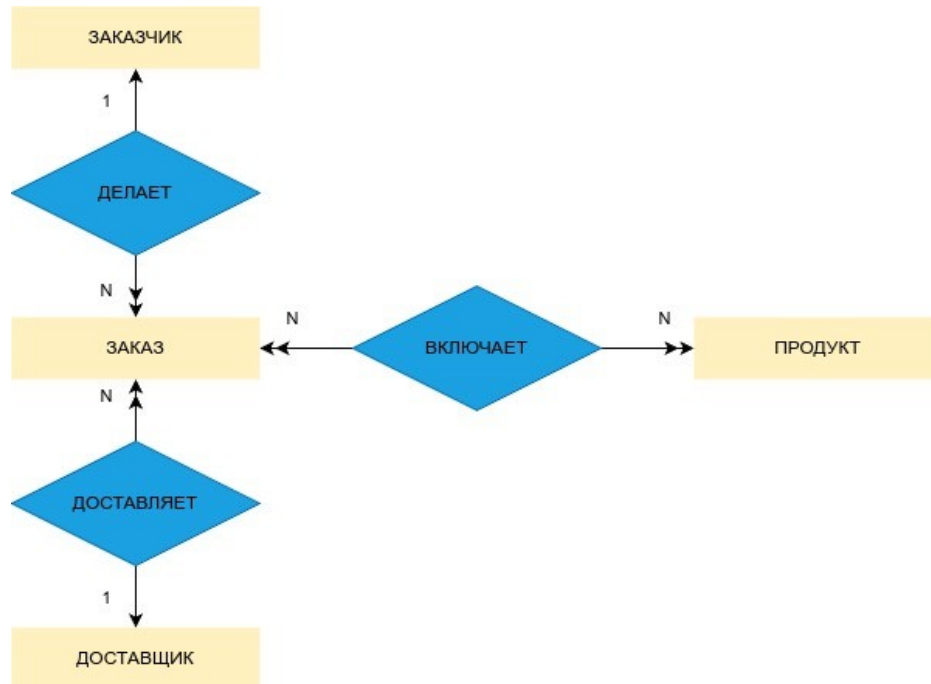 ЗАКАЗЧИК
1
ДЕЛАЕТ
N
ЗАКАЗ
N
ВКЛЮЧАЕТ
N
ПРОДУКТ
N
ДОСТАВЛЯЕТ
1
ДОСТАВЩИК